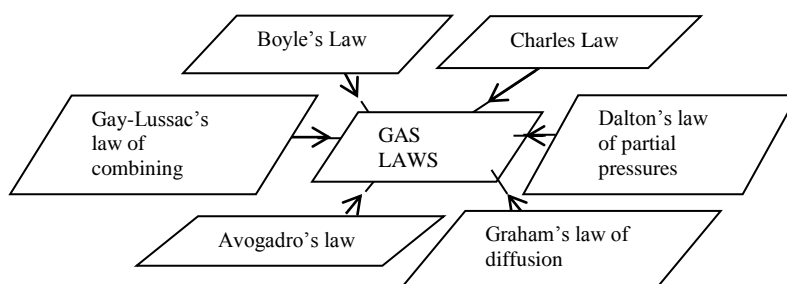 Boyle's Law
Charles Law
Gay-Lussac's
law of
combining
GAS
LAWS
Dalton's law
of partial
pressures
Avogadro's law
Graham's law of
diffusion